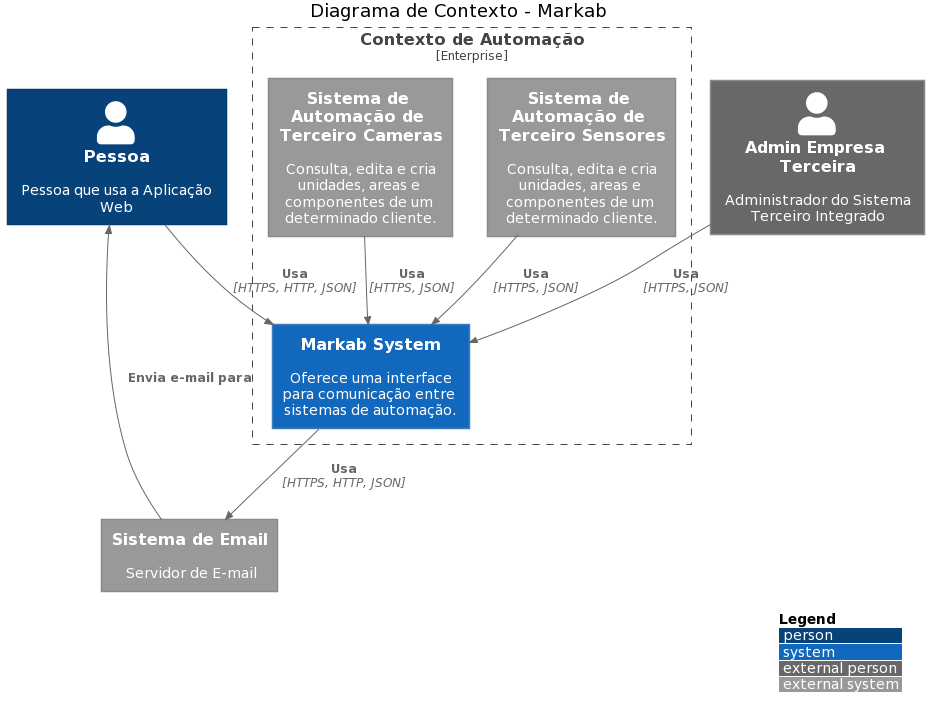 Diagrama de Contexto - Markab
Contexto de Automação
[Enterprise]
Pessoa
Pessoa que usa a Aplicação
Web
Sistema de
Automação de
Terceiro Cameras
Consulta, edita e cria
unidades, areas e
componentes de um
determinado cliente.
Sistema de
Automação de
Terceiro Sensores
Consulta, edita e cria
unidades, areas e
componentes de um
determinado cliente.
Admin Empresa
Terceira
Administrador do Sistema
Terceiro Integrado
Usa
[HTTPS, HTTP, JSON]
Usa
[HTTPS, JSON]
Usa
[HTTPS, JSON]
Usa
[HTTPS, JSON]
Markab System
Oferece uma interface
para comunicação entre
sistemas de automação.
Envia e-mail para
Usa
[HTTPS, HTTP, JSON]
Sistema de Email
Servidor de E-mail
Legend
person
system
external person
external system